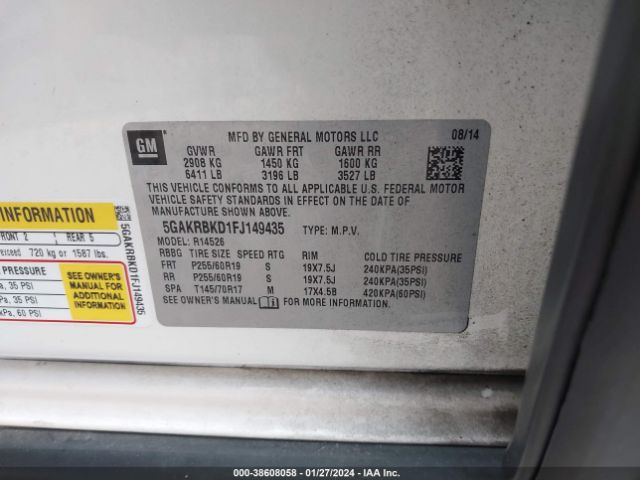 GM
MFD BY GENERAL MOTORS LLC
08/14
GVWR GAWR FRT GAWR RR
2908 KG 1450 KG 1600 KG
6411 LB 3196 LB 3527 LB
THIS VEHICLE CONFORMS TO ALL APPLICABLE U.S. FEDERAL MOTOR
VEHICLE SAFETY STANDARDS IN EFFECT ON THE DATE OF
MANUFACTURE SHOWN ABOVE.
5GAKRBKD1FJ149435 TYPE: M.P.V.
MODEL: R14526
RBBG TIRE SIZE SPEED RTG RIM COLD TIRE PRESSURE
FRT P255/60R19 S 19X7.5J 240KPA(35PSI)
RR P255/60R19 S 19X7.5J 240KPA(35PSI)
SPA T145/70R17 M 17X4.5B 420KPA(60PSI)
SEE OWNER'S MANUAL FOR MORE INFORMATION.
INFORMATION
FRONT 2 REAR 5
exceed 720 kg or 1587 lbs.
a, 35 PSI
Pa, 35 PSI
kPa, 60 PSI
SEE OWNER'S
MANUAL FOR
ADDITIONAL
INFORMATION
5GAKRBKD1FJ149435
000-38608058 - 01/27/2024 - IAA Inc.